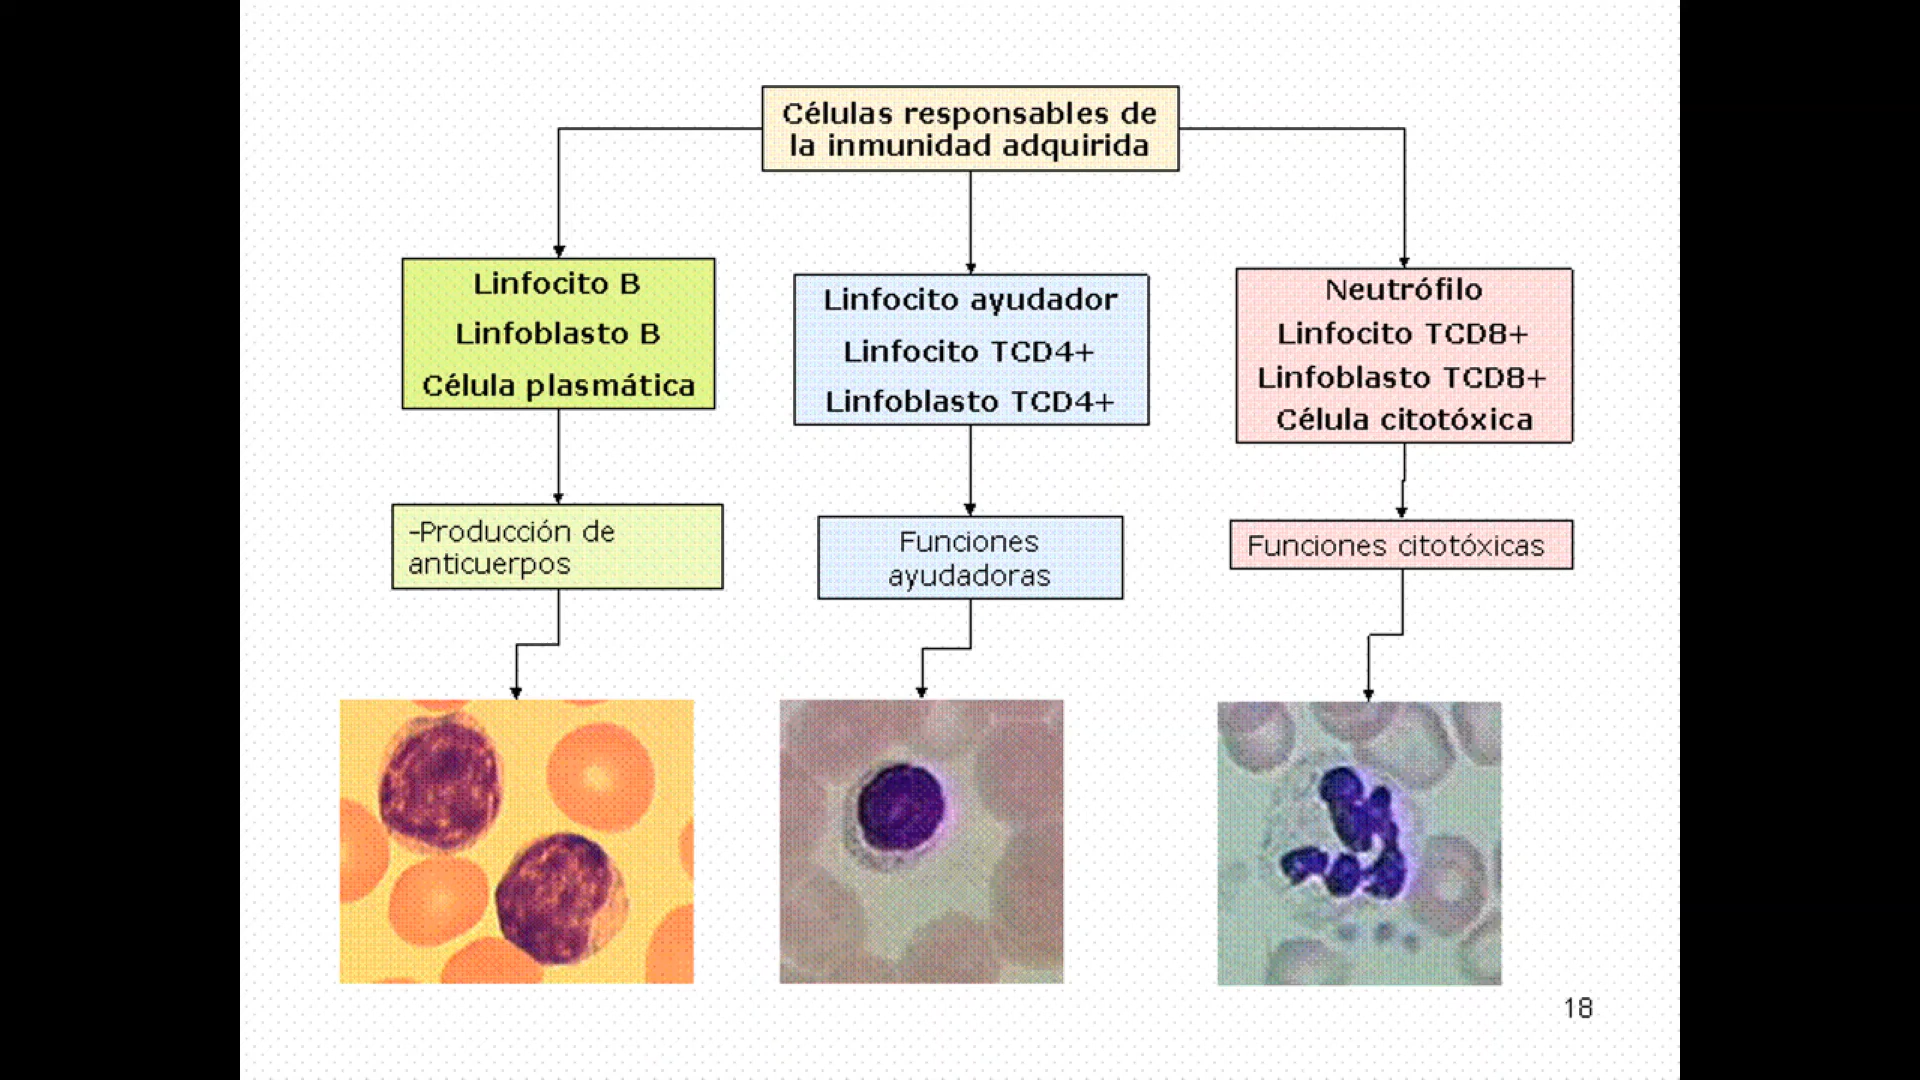 Células responsables de
la inmunidad adquirida
Linfocito B
Linfoblasto B
Célula plasmática
Linfocito ayudador
Linfocito TCD4+
Linfoblasto TCD4+
Neutrófilo
Linfocito TCD8+
Linfoblasto TCD8+
Célula citotóxica
-Producción de
anticuerpos
Funciones
ayudadoras
Funciones citotóxicas
18